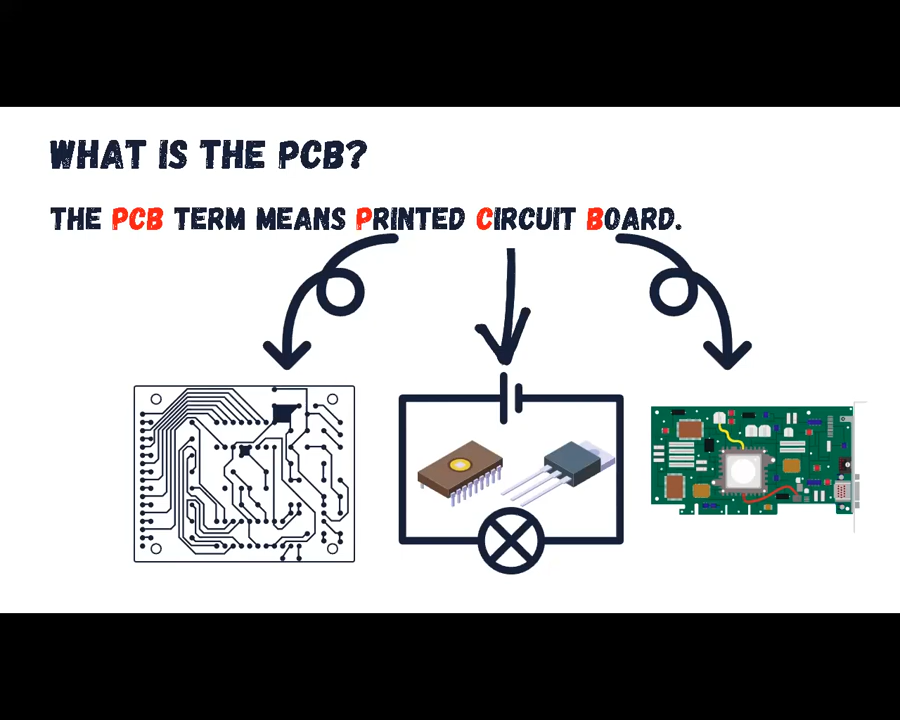 WHAT IS THE PCB?
THE PCB TERM MEANS PRINTED CIRCUIT BOARD.